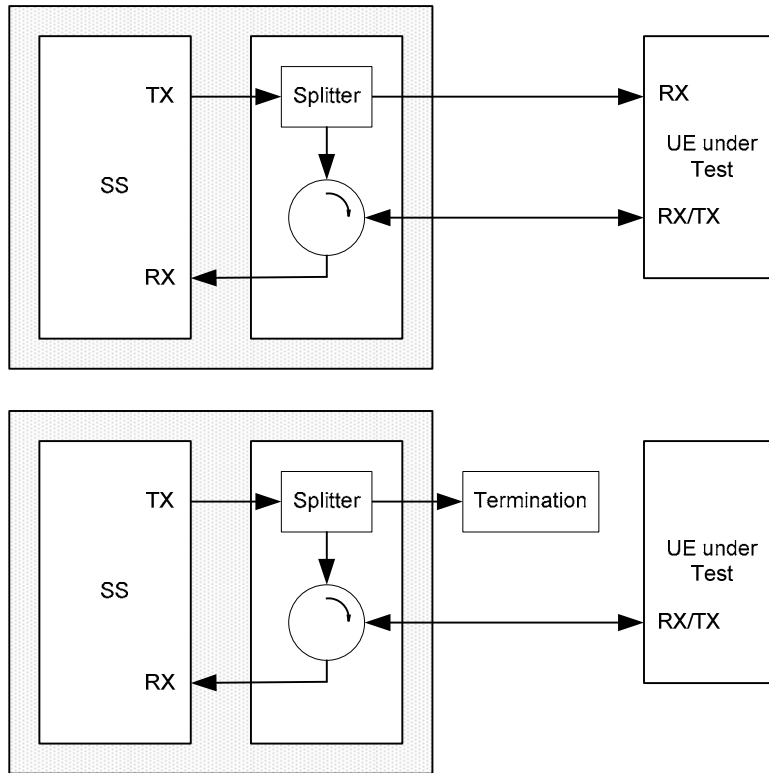 TX
Splitter
RX
UE under
Test
SS
RX/TX
RX
TX
Splitter
Termination
UE under
Test
SS
RX/TX
RX